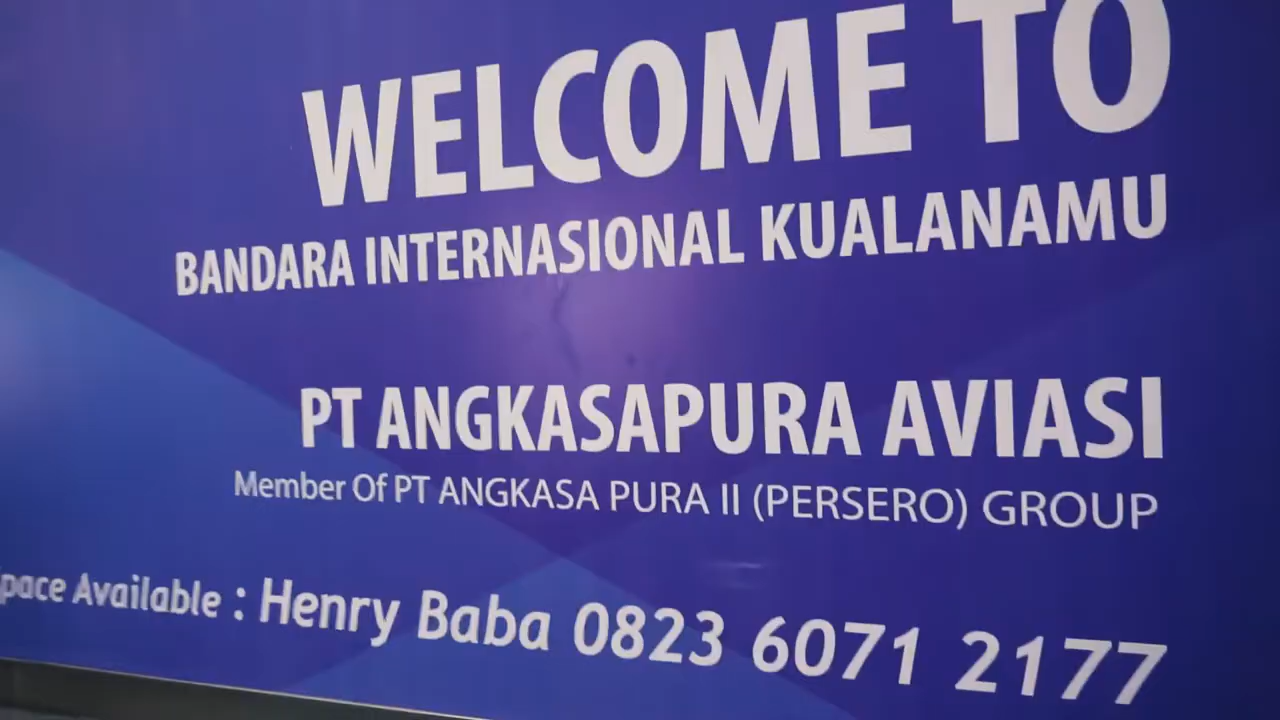 WELCOME TO
BANDARA INTERNASIONAL KUALANAMU
PT ANGKASAPURA AVIASI
Member Of PT ANGKASA PURA II (PERSERO) GROUP
pace Available : Henry Baba 0823 6071 2177